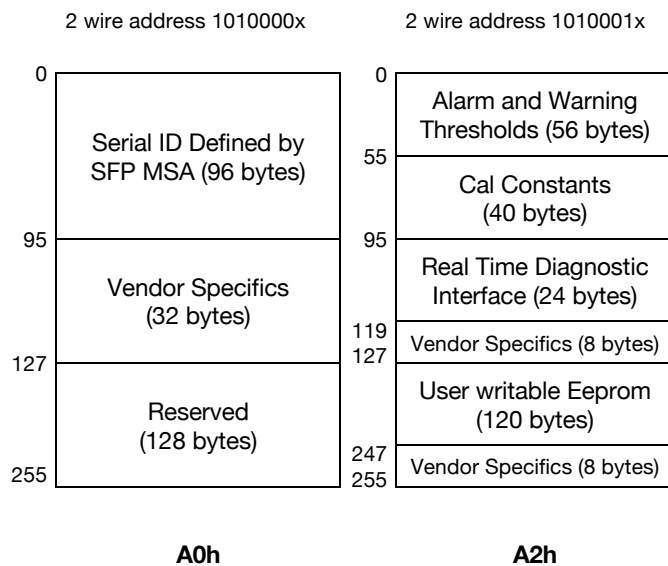 2 wire address 1010000x
0
Serial ID Defined by
SFP MSA (96 bytes)
95
Vendor Specifics
(32 bytes)
127
Reserved
(128 bytes)
255
A0h
2 wire address 1010001x
0
Alarm and Warning
Thresholds (56 bytes)
55
Cal Constants
(40 bytes)
95
Real Time Diagnostic
Interface (24 bytes)
119
Vendor Specifics (8 bytes)
127
User writable Eeprom
(120 bytes)
247
Vendor Specifics (8 bytes)
255
A2h